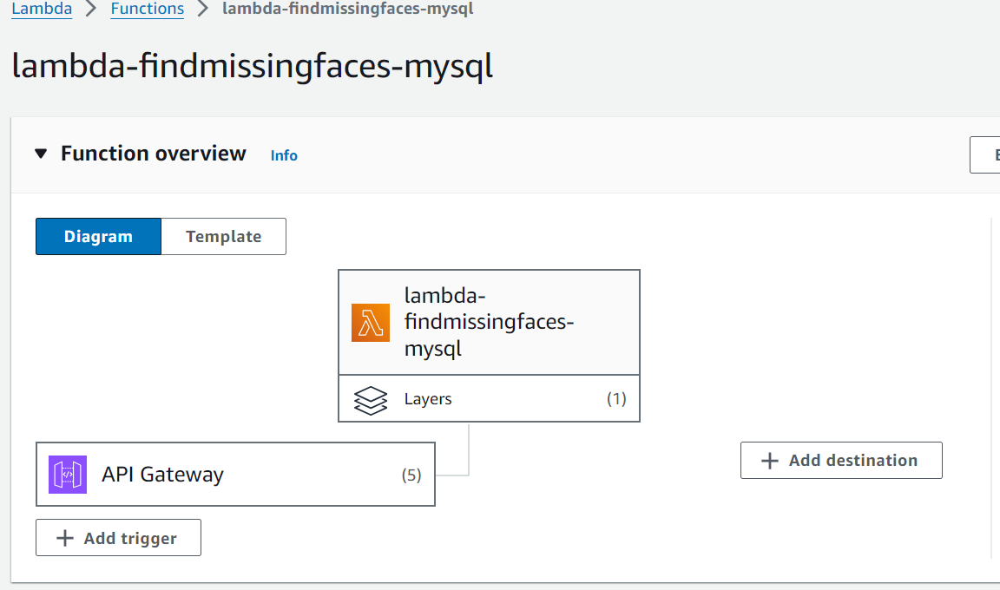 Lambda > Functions > lambda-findmissingfaces-mysql
lambda-findmissingfaces-mysql
Function overview Info
Diagram Template
lambda-
findmissingfaces-
mysql
Layers (1)
API Gateway (5)
Add destination
Add trigger